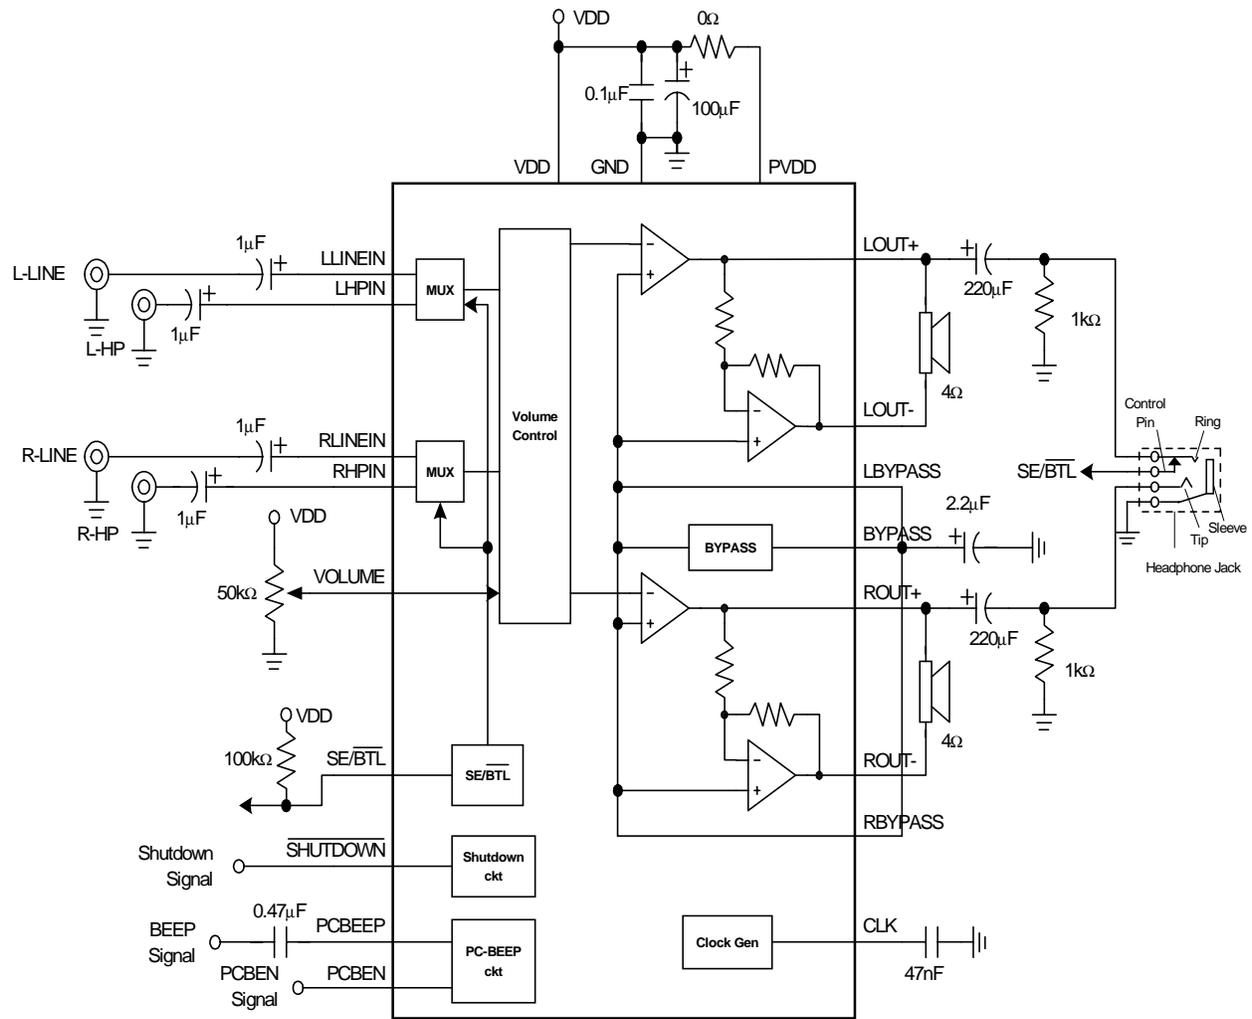 VDD
0Ω
0.1μF
+
100μF
VDD
GND
PVDD
1μF
+
LLINEIN
L-LINE
LHPIN
+
1μF
L-HP
MUX
1μF
+
RLINEIN
R-LINE
RHPIN
+
1μF
R-HP
MUX
VDD
50kΩ
VOLUME
Volume
Control
VDD
100kΩ
SE/BTL
SE/BTL
Shutdown
Signal
SHUTDOWN
Shutdown
ckt
BEEP
Signal
0.47μF
PCBEEP
PCBEN
Signal
PCBEN
PC-BEEP
ckt
−
+
−
+
BYPASS
−
+
−
+
Clock Gen
LOUT+
+
220μF
1kΩ
4Ω
LOUT-
LBYPASS
2.2μF
BYPASS
+
ROUT+
+
220μF
1kΩ
4Ω
ROUT-
RBYPASS
CLK
47nF
Control
Pin
Ring
SE/BTL
Sleeve
Tip
Headphone Jack